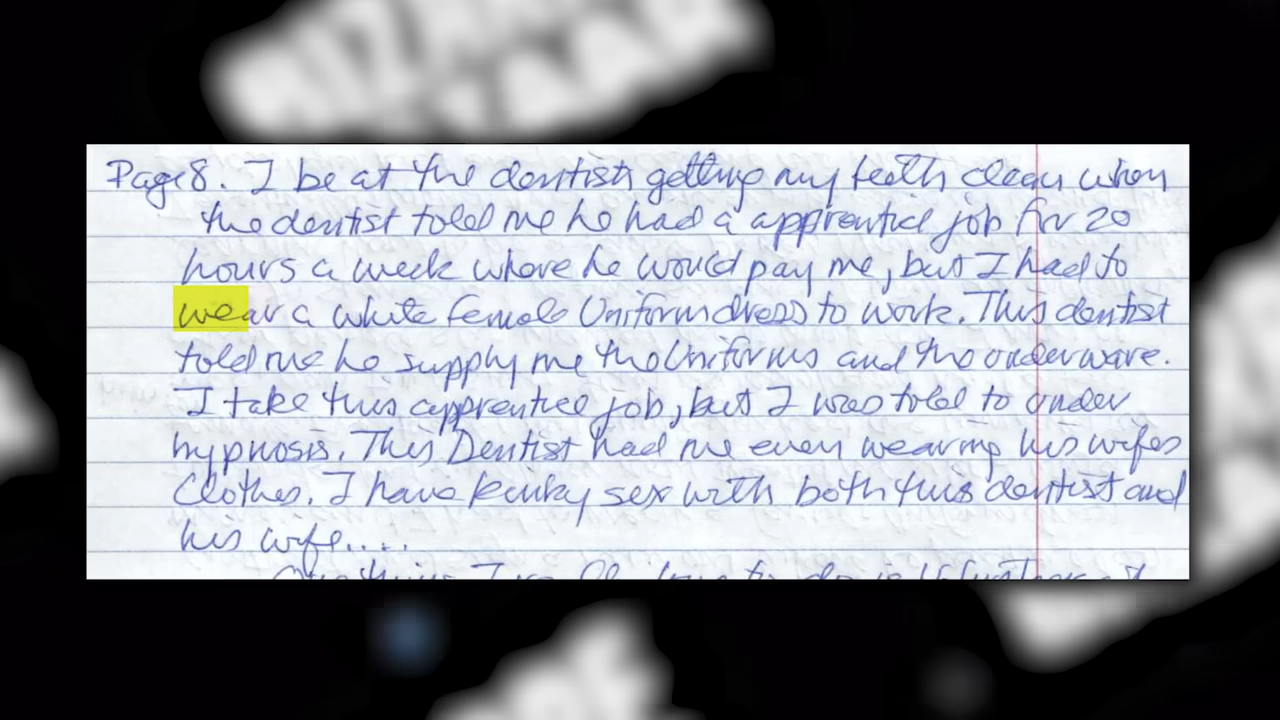 Page 8. I be at the dentists getting my teeth clean when
the dentist told me he had a apprentice job for 20
hours a week where he would pay me, but I had to
wear a white female Uniform dress to work. This dentist
told me he supply me the Uniforms and the underware.
I take this apprentice job, but I was told to under
hypnosis. This Dentist had me even wearing his wifes
Clothes. I have kinky sex with both this dentist and
his wife....